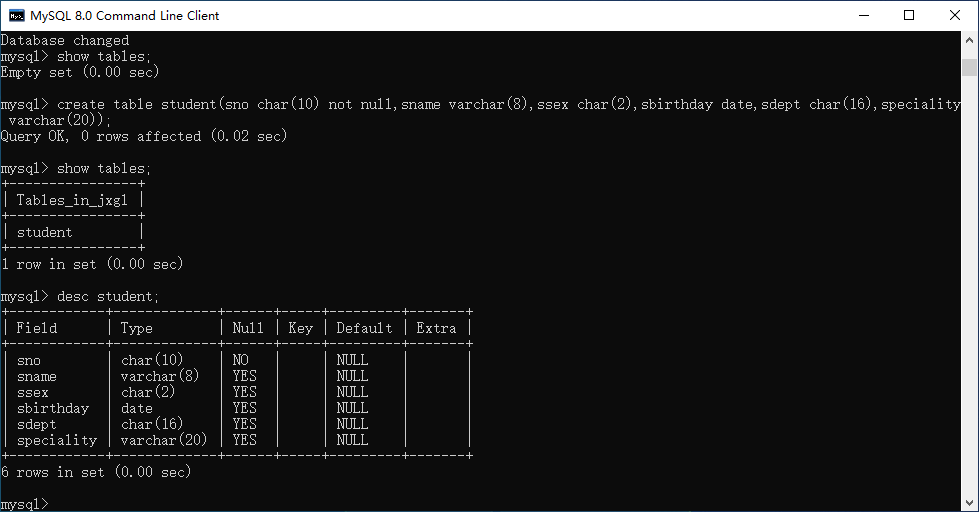 MySQL 8.0 Command Line Client
Database changed
mysql> show tables;
Empty set (0.00 sec)
mysql> create table student(sno char(10) not null,sname varchar(8),ssex char(2),sbirthday date,sdept char(16),speciality
 varchar(20));
Query OK, 0 rows affected (0.02 sec)
mysql> show tables;
+----------------+
| Tables_in_jxgl |
+----------------+
| student        |
+----------------+
1 row in set (0.00 sec)
mysql> desc student;
+------------+-------------+------+-----+---------+-------+
| Field      | Type        | Null | Key | Default | Extra |
+------------+-------------+------+-----+---------+-------+
| sno        | char(10)    | NO   |     | NULL    |       |
| sname      | varchar(8)  | YES  |     | NULL    |       |
| ssex       | char(2)     | YES  |     | NULL    |       |
| sbirthday  | date        | YES  |     | NULL    |       |
| sdept      | char(16)    | YES  |     | NULL    |       |
| speciality | varchar(20) | YES  |     | NULL    |       |
+------------+-------------+------+-----+---------+-------+
6 rows in set (0.00 sec)
mysql>